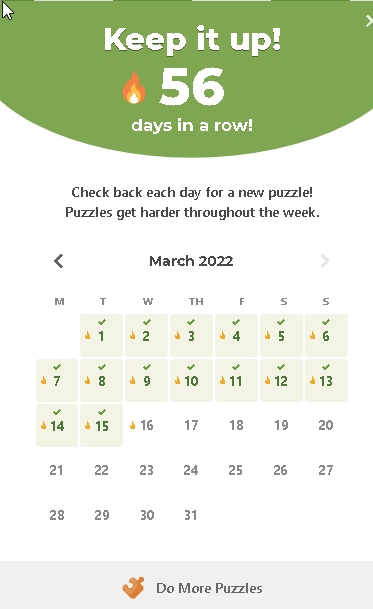 Keep it up!
56
days in a row!
Check back each day for a new puzzle!
Puzzles get harder throughout the week.
March 2022
M T W TH F S S
1 2 3 4 5 6
7 8 9 10 11 12 13
14 15 16 17 18 19 20
21 22 23 24 25 26 27
28 29 30 31
Do More Puzzles